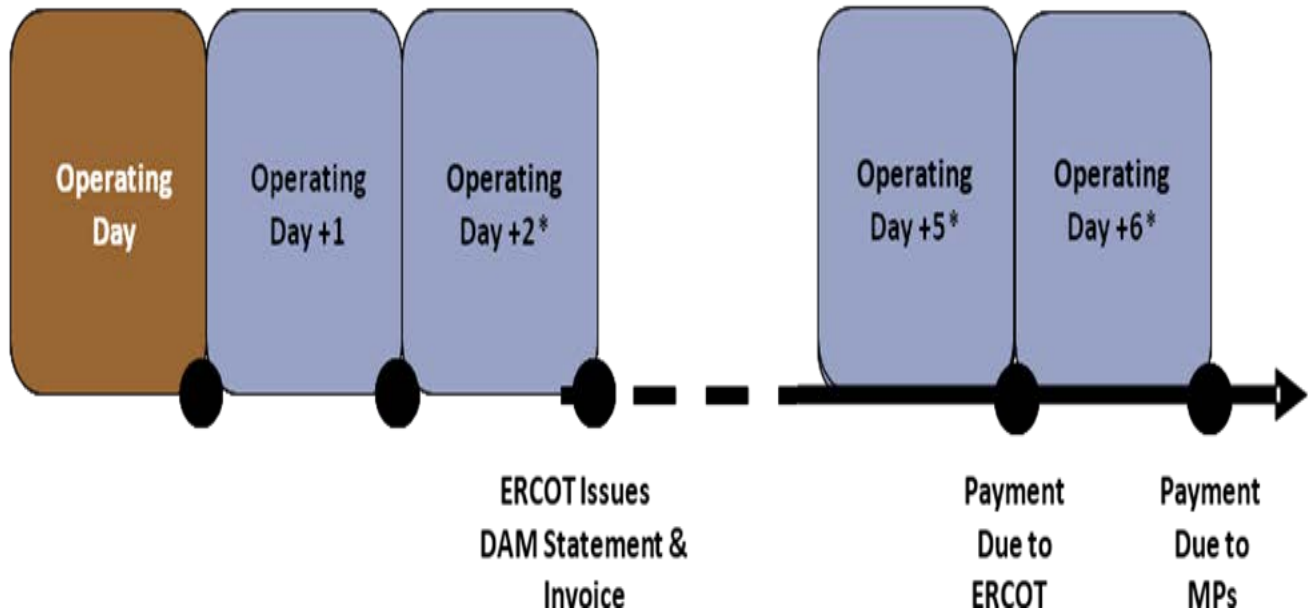 Operating
Day
Operating
Day +1
Operating
Day +2*
Operating
Day +5*
Operating
Day +6*
ERCOT Issues
DAM Statement &
Invoice
Payment
Due to
ERCOT
Payment
Due to
MPs